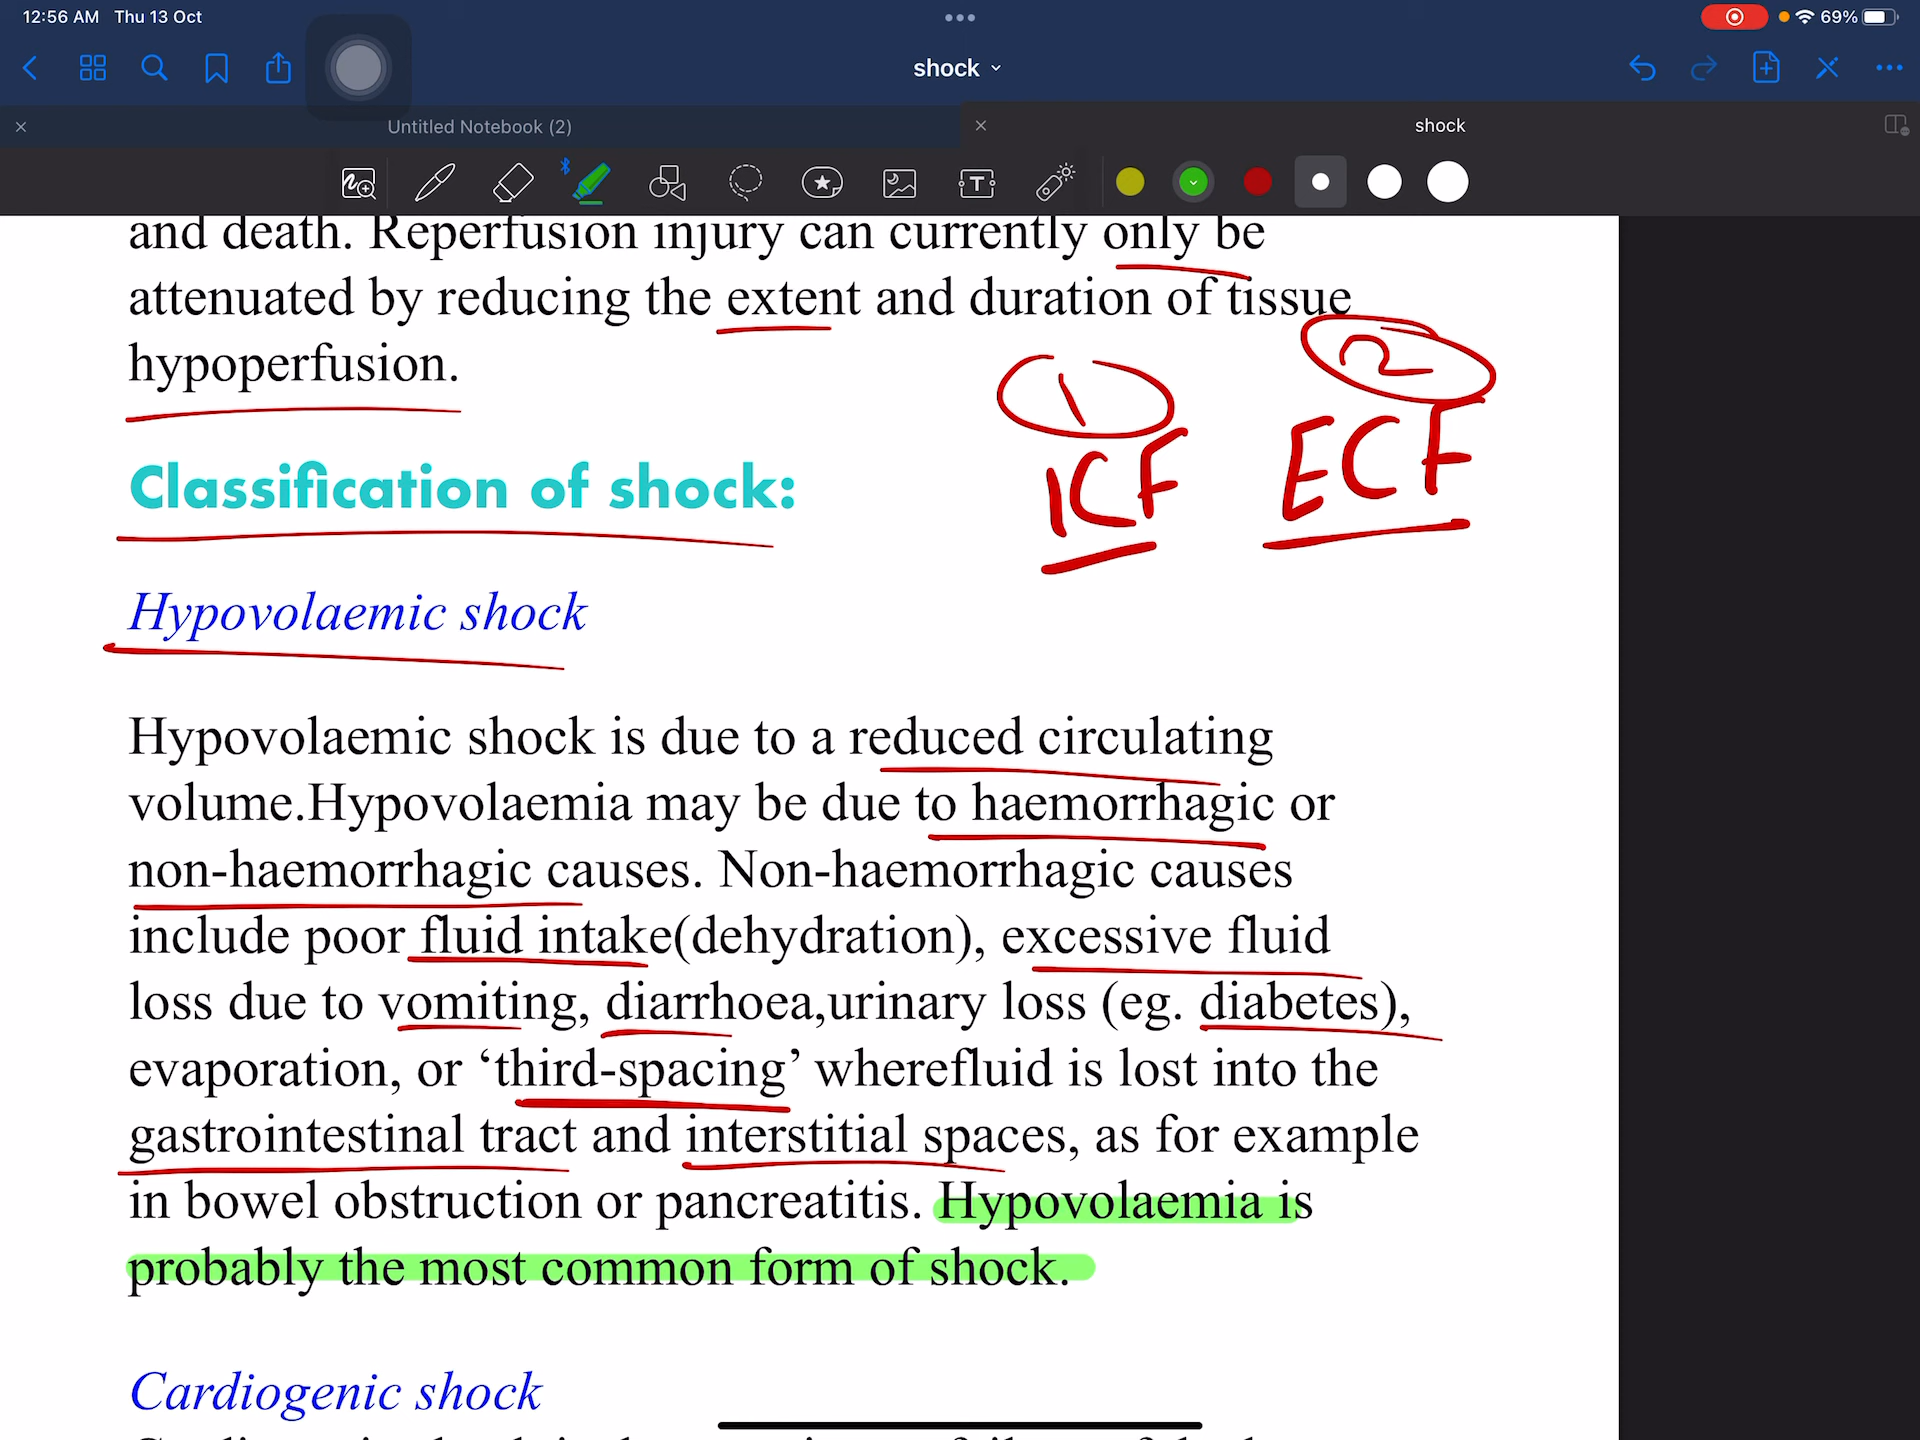 12:56 AM Thu 13 Oct
69%
shock
Untitled Notebook (2)
shock
T
and death. Reperfusion injury can currently only be
attenuated by reducing the extent and duration of tissue
hypoperfusion.
1
2
ICF
ECF
Classification of shock:
Hypovolaemic shock
Hypovolaemic shock is due to a reduced circulating
volume.Hypovolaemia may be due to haemorrhagic or
non-haemorrhagic causes. Non-haemorrhagic causes
include poor fluid intake(dehydration), excessive fluid
loss due to vomiting, diarrhoea,urinary loss (eg. diabetes),
evaporation, or ‘third-spacing’ wherefluid is lost into the
gastrointestinal tract and interstitial spaces, as for example
in bowel obstruction or pancreatitis. Hypovolaemia is
probably the most common form of shock.
Cardiogenic shock